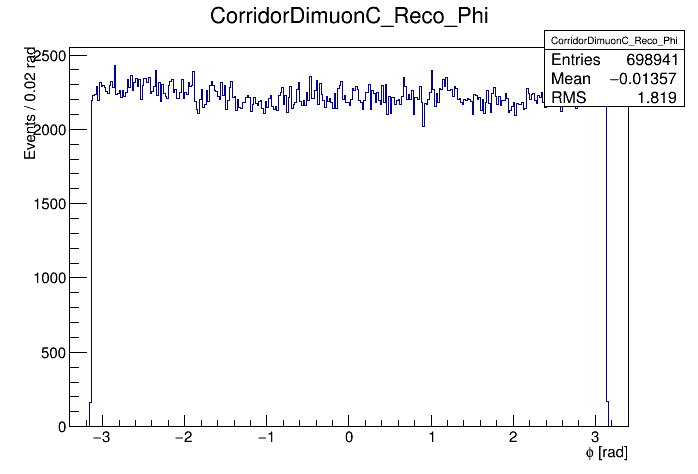 CorridorDimuonC_Reco_Phi
CorridorDimuonC_Reco_Phi
Entries 698941
Mean −0.01357
RMS 1.819
Events / 0.02 rad
2500
2000
1500
1000
500
0
−3 −2 −1 0 1 2 3
ϕ [rad]